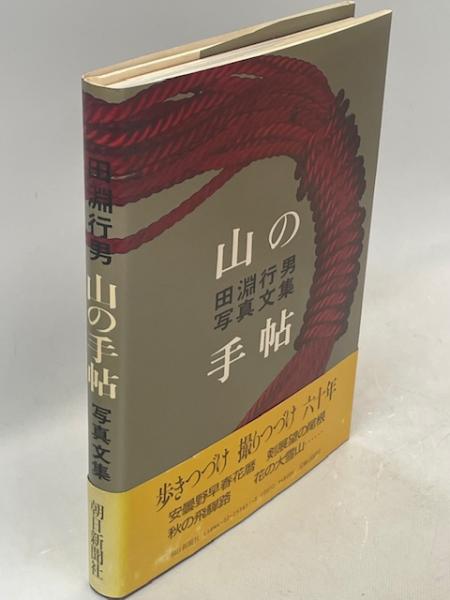 田淵行男
山の手帖
写真文集
朝日新聞社
山の
田淵行男
写真文集
手帖
歩きつづけ 撮りつづけ 六十年
安曇野早春花暦 剣展望の尾根
秋の飛騨路 花の大雪山……